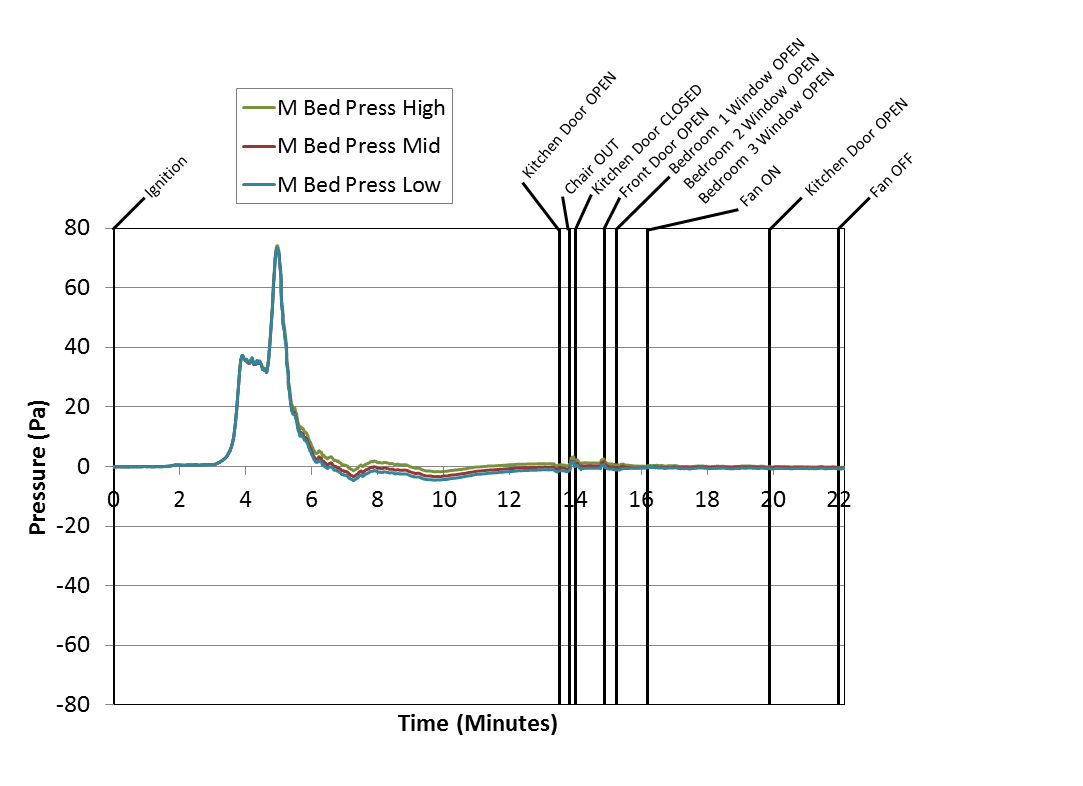 Ignition
M Bed Press High
M Bed Press Mid
M Bed Press Low
Kitchen Door OPEN
Chair OUT
Kitchen Door CLOSED
Front Door OPEN
Bedroom 1 Window OPEN
Bedroom 2 Window OPEN
Bedroom 3 Window OPEN
Fan ON
Kitchen Door OPEN
Fan OFF
80
60
40
20
0
-20
-40
-60
-80
Pressure (Pa)
0 2 4 6 8 10 12 14 16 18 20 22
Time (Minutes)